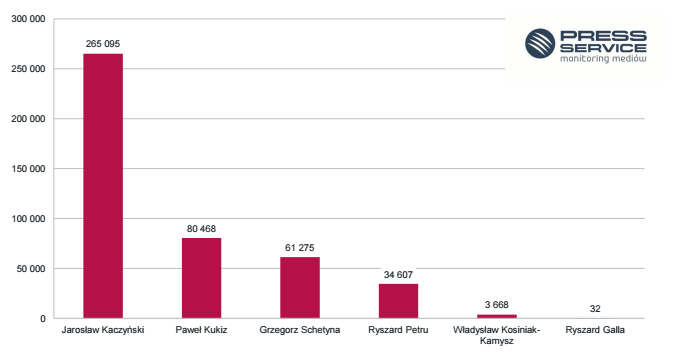 300 000
PRESS
SERVICE
monitoring mediów
265 095
250 000
200 000
150 000
100 000
80 468
61 275
50 000
34 607
3 668
32
0
Jarosław Kaczyński
Paweł Kukiz
Grzegorz Schetyna
Ryszard Petru
Władysław Kosiniak-
Kamysz
Ryszard Galla